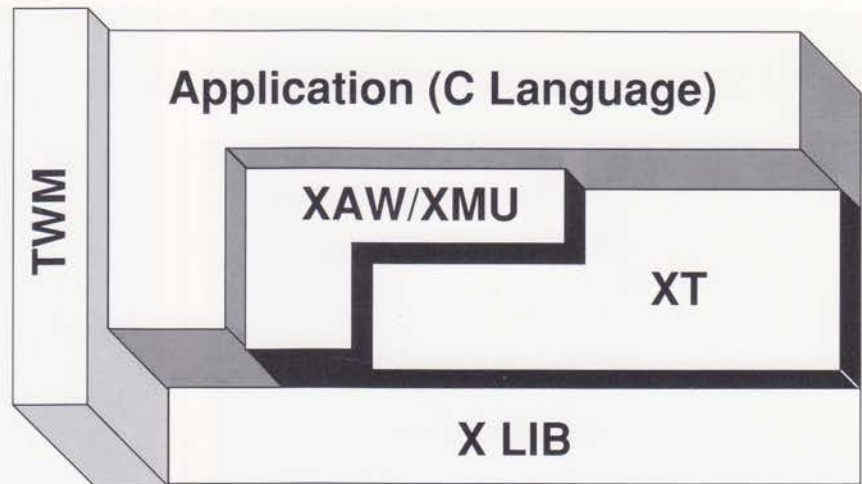 TWM
Application (C Language)
XAW/XMU
XT
X LIB